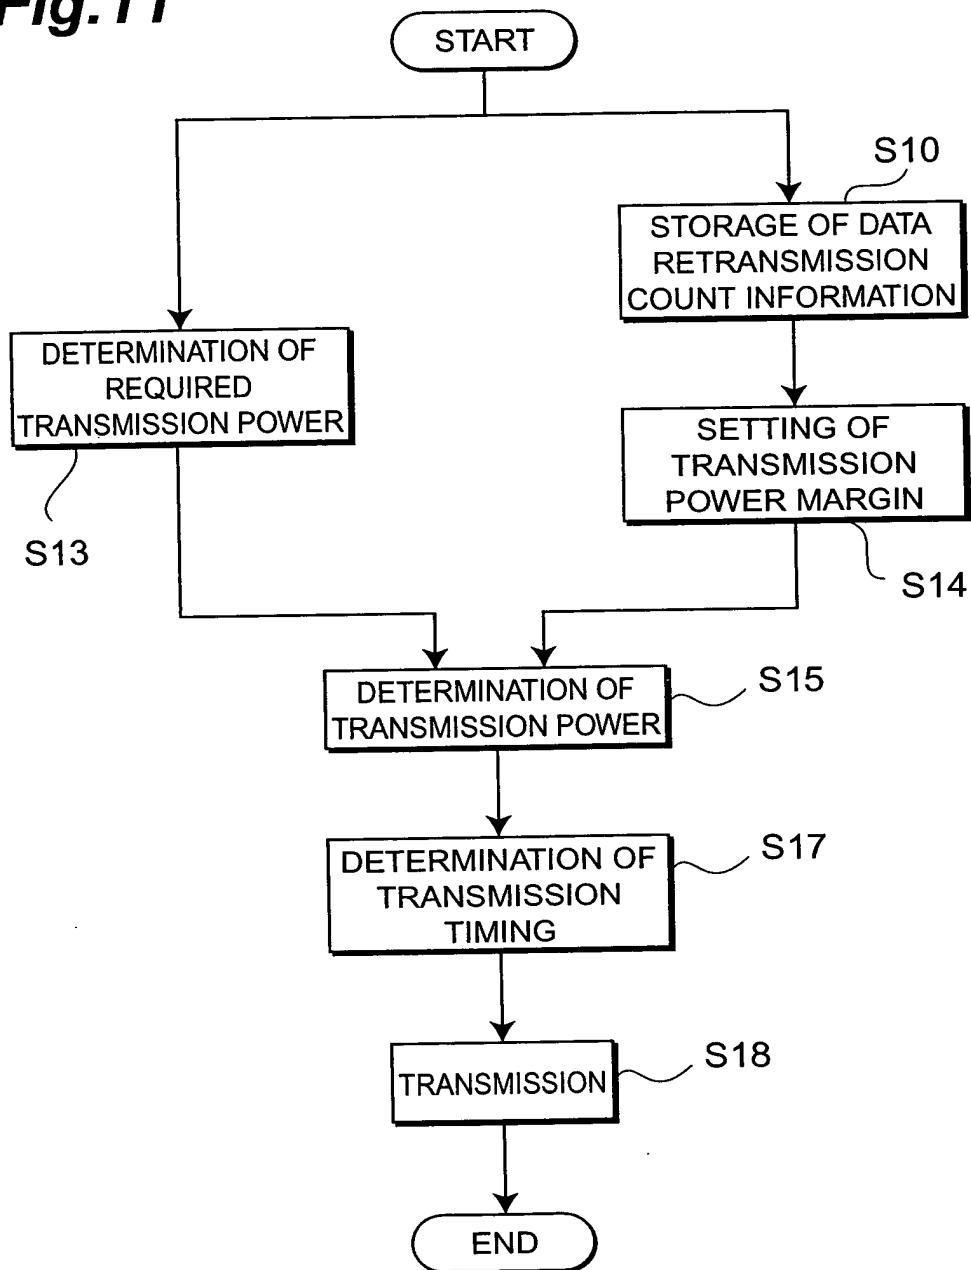 Fig.11
START
S10
STORAGE OF DATA
RETRANSMISSION
COUNT INFORMATION
DETERMINATION OF
REQUIRED
TRANSMISSION POWER
S13
SETTING OF
TRANSMISSION
POWER MARGIN
S14
DETERMINATION OF
TRANSMISSION POWER
S15
DETERMINATION OF
TRANSMISSION
TIMING
S17
TRANSMISSION
S18
END